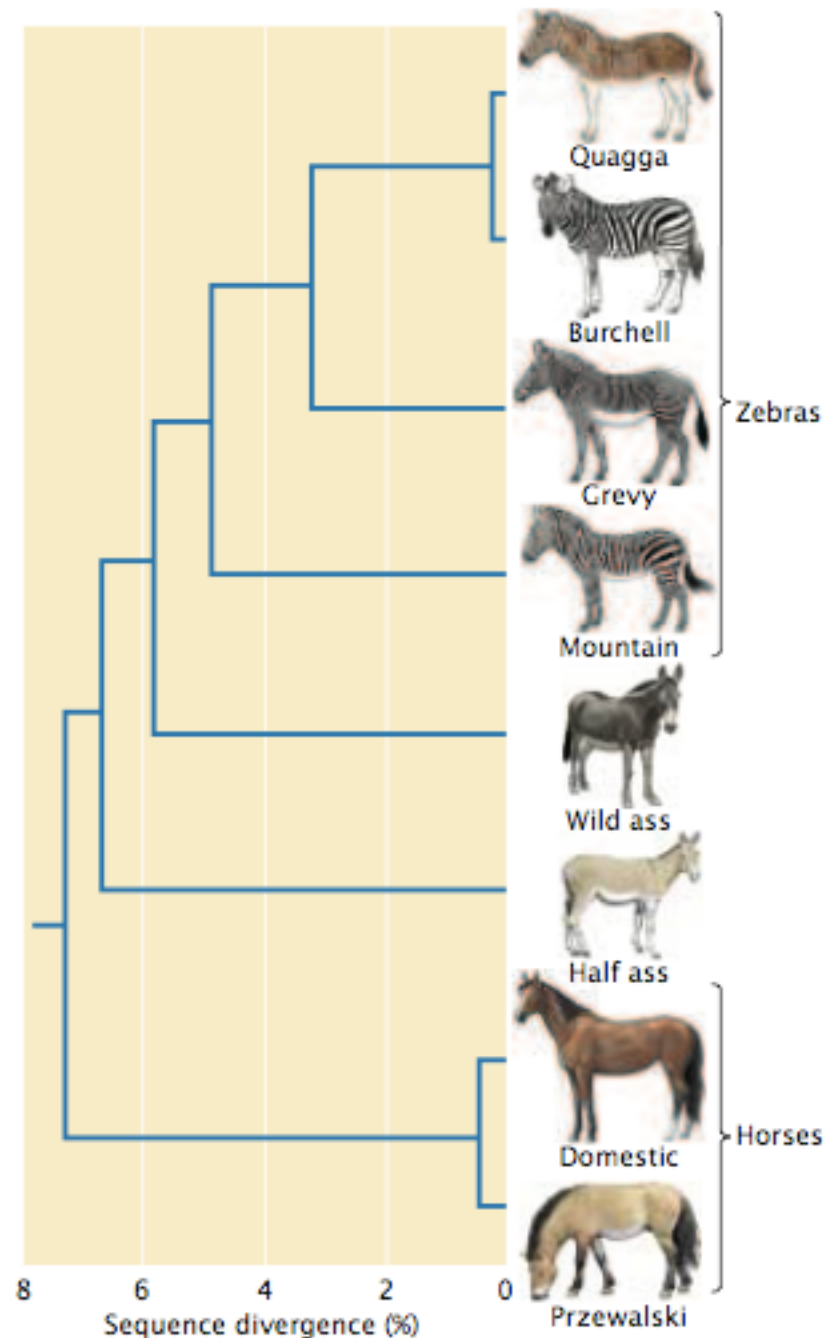 Quagga
Burchell
Zebras
Grevy
Mountain
Wild ass
Half ass
Domestic
Horses
Przewalski
8 6 4 2 0
Sequence divergence (%)